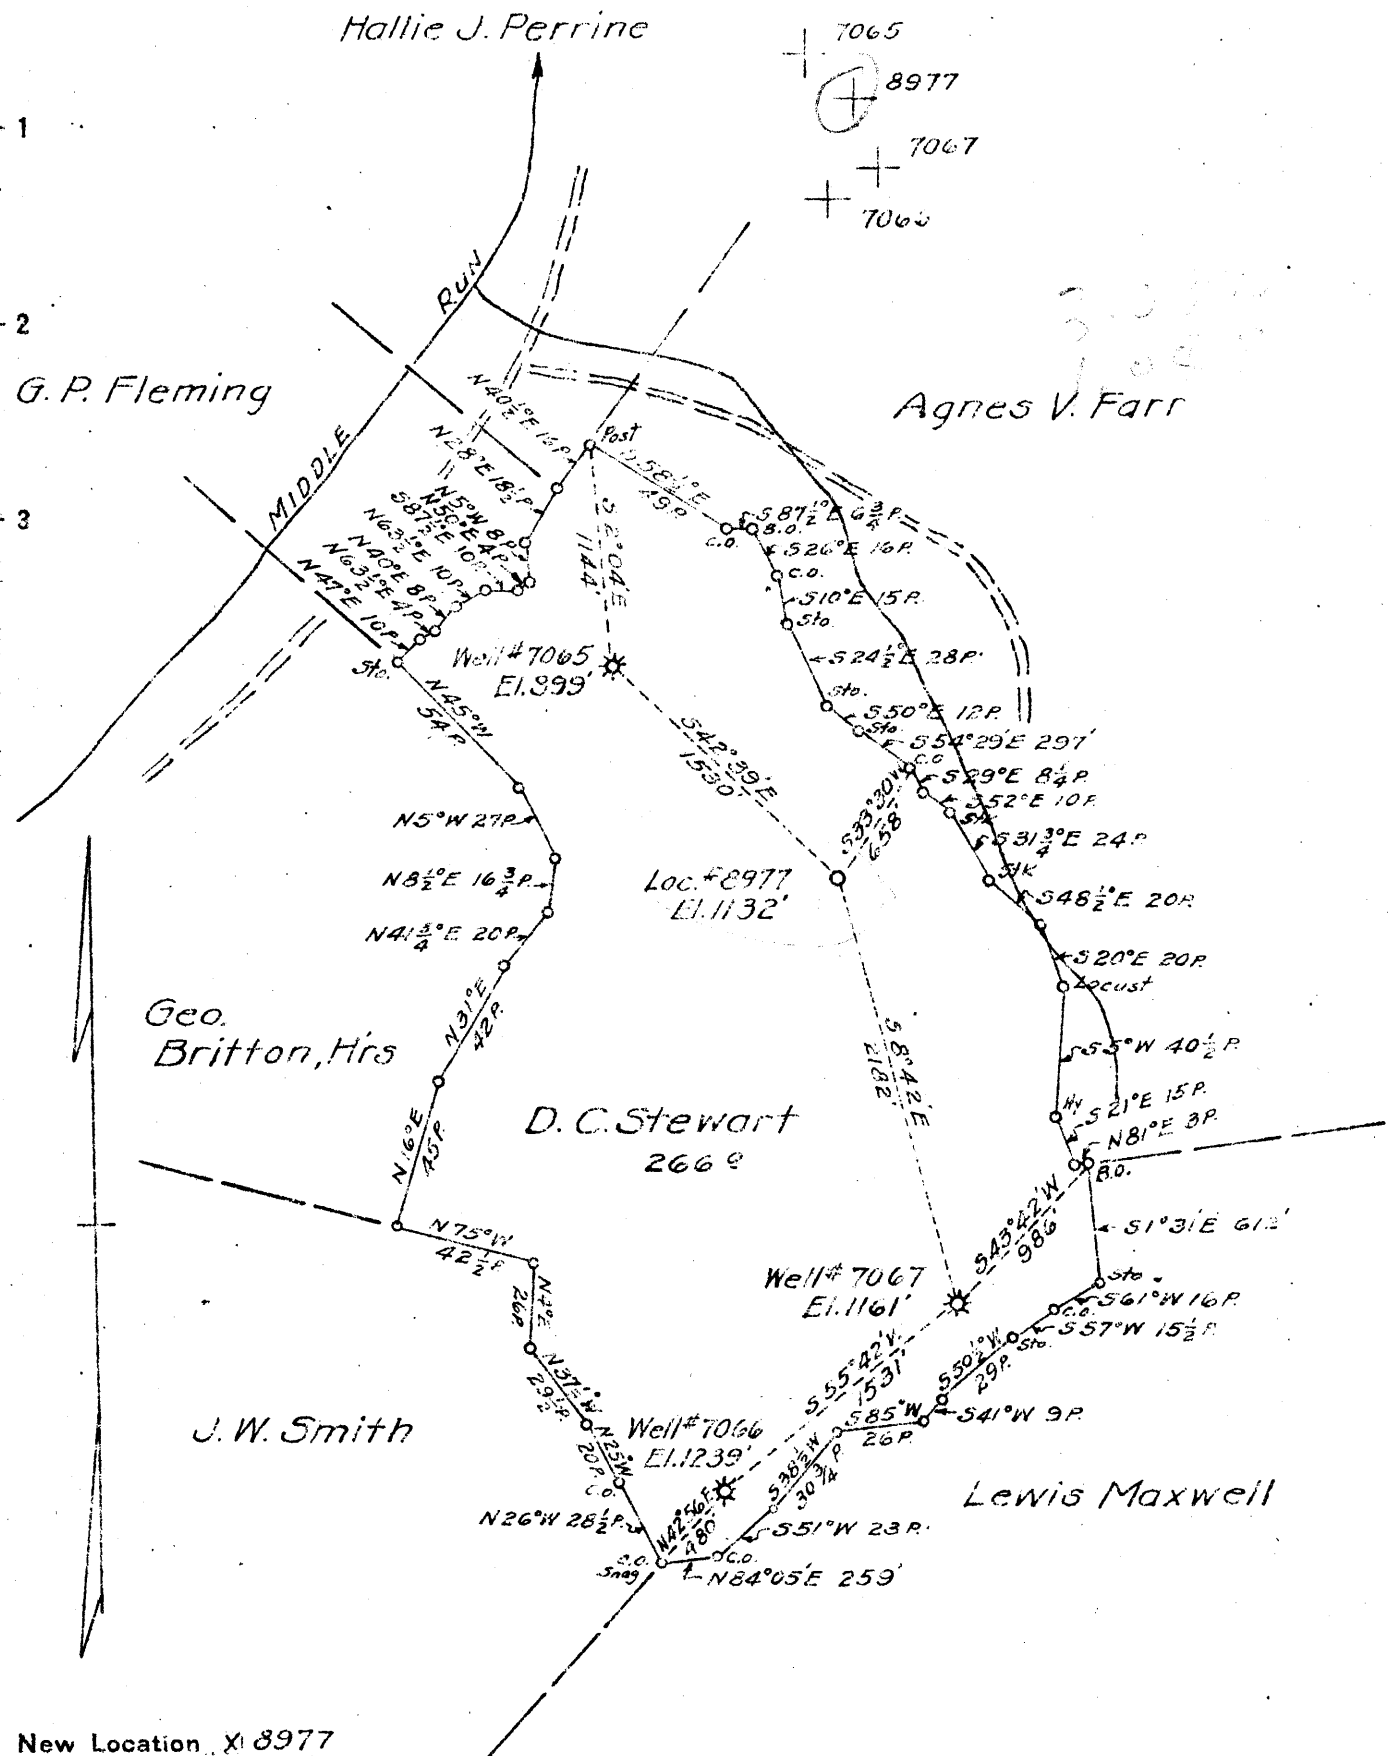 Hallie J. Perrine
7065
8977
7067
7066
1
2
3
MIDDLE RUN
G. P. Fleming
Agnes V. Farr
N40½°E 16P.
N28°E 18½P.
N5°W 8P.
N50°E 4P.
S87½°E 10P.
N63½°E 10P.
N40°E 8P.
N63½°E 4P.
N47°E 10P.
Sto.
Post
S58½°E
49P.
C.O.
S87½°E 6¾P.
B.O.
S26°E 16P.
C.O.
S10°E 15P.
Sto.
S24½°E 28P.
Sto.
S50°E 12P.
Sto.
S54°29'E 297'
C.O.
S29°E 8¼P.
S52°E 10P.
Stk
S31¾°E 24P.
Stk
S48½°E 20P.
S20°E 20P.
Locust
S5°W 40½P.
Hy
S21°E 15P.
N81°E 3P.
B.O.
S2°04'E
1144'
Well #7065
El. 899'
S42°39'E
1530'
S33°30'W
658'
Loc. #8977
El. 1132'
N45°W
54P.
N5°W 27P.
N8½°E 16¾P.
N41¾°E 20P.
N31°E
42P.
N16°E
45P.
Geo.
Britton, Hrs
D. C. Stewart
266 a
S8°42'E
2182'
S43°42'W
986'
S1°31'E 612'
Sto.
S61°W 16P.
C.O.
S57°W 15½P.
Sto.
S50½°W
29P.
S41°W 9P.
S85°W
26P.
S38½°W
30¾P.
S51°W 23P.
C.O.
N84°05'E 259'
Well #7067
El. 1161'
S55°42'W
1531'
Well #7066
El. 1239'
N42°56'E
480'
N75°W
42½P.
26P.
29½P.
N25°W
20P.
C.O.
N26°W 28½P.
C.O.
Snag
J. W. Smith
Lewis Maxwell
New Location X 8977